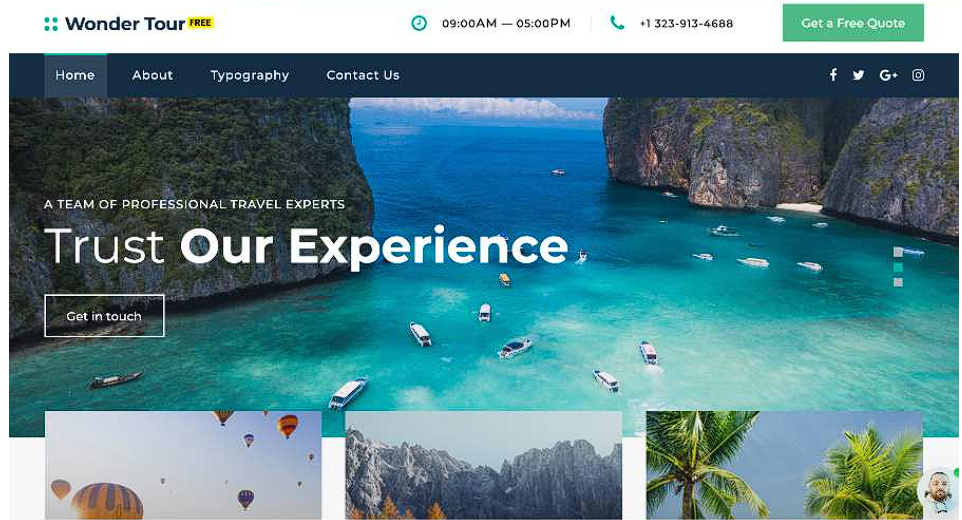 Wonder Tour FREE
09:00AM — 05:00PM
+1 323-913-4688
Get a Free Quote
Home About Typography Contact Us
A TEAM OF PROFESSIONAL TRAVEL EXPERTS
Trust Our Experience
Get in touch